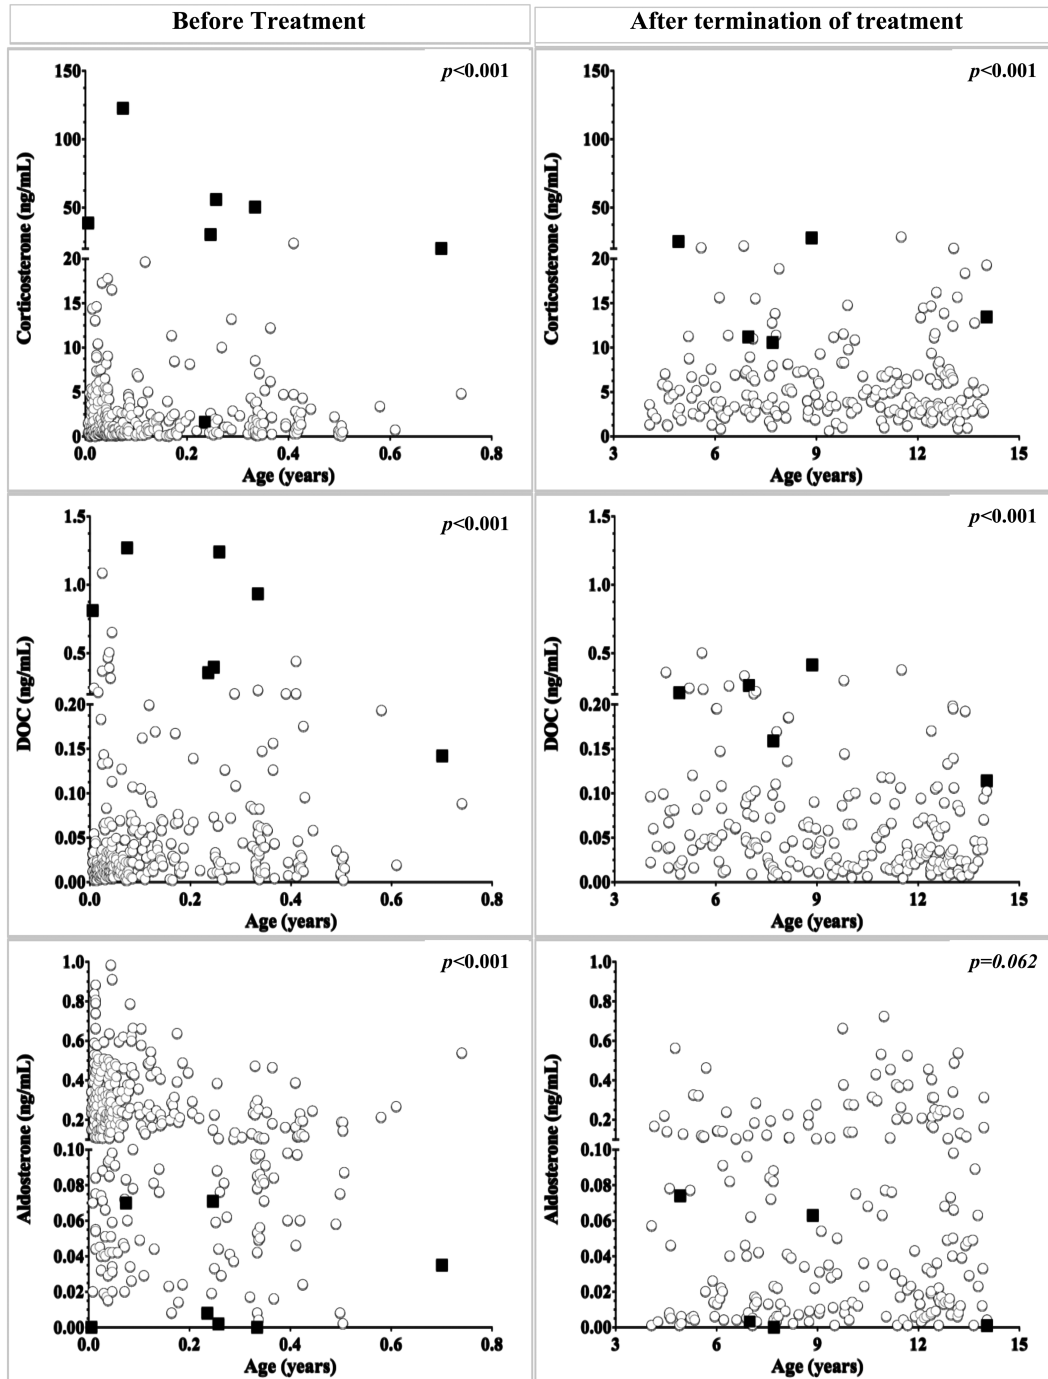 Before Treatment
After termination of treatment
p<0.001
150
100
50
20
15
10
5
0
Corticosterone (ng/mL)
0.0 0.2 0.4 0.6 0.8
Age (years)
p<0.001
150
100
50
20
15
10
5
0
Corticosterone (ng/mL)
3 6 9 12 15
Age (years)
p<0.001
1.5
1.0
0.5
0.20
0.15
0.10
0.05
0.00
DOC (ng/mL)
0.0 0.2 0.4 0.6 0.8
Age (years)
p<0.001
1.5
1.0
0.5
0.20
0.15
0.10
0.05
0.00
DOC (ng/mL)
3 6 9 12 15
Age (years)
p<0.001
1.0
0.8
0.6
0.4
0.2
0.10
0.08
0.06
0.04
0.02
0.00
Aldosterone (ng/mL)
0.0 0.2 0.4 0.6 0.8
Age (years)
p=0.062
1.0
0.8
0.6
0.4
0.2
0.10
0.08
0.06
0.04
0.02
0.00
Aldosterone (ng/mL)
3 6 9 12 15
Age (years)